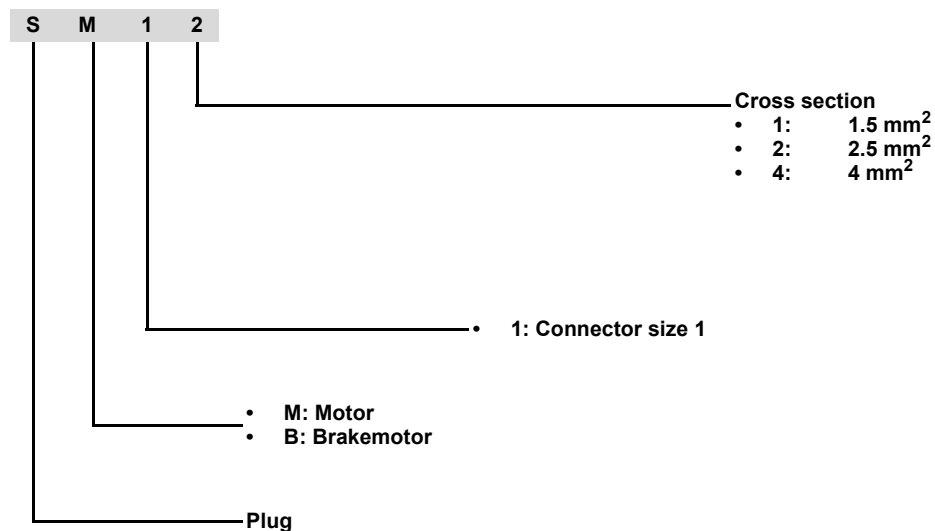 S M 1 2
Cross section
• 1: 1.5 mm²
• 2: 2.5 mm²
• 4: 4 mm²
• 1: Connector size 1
• M: Motor
• B: Brakemotor
Plug